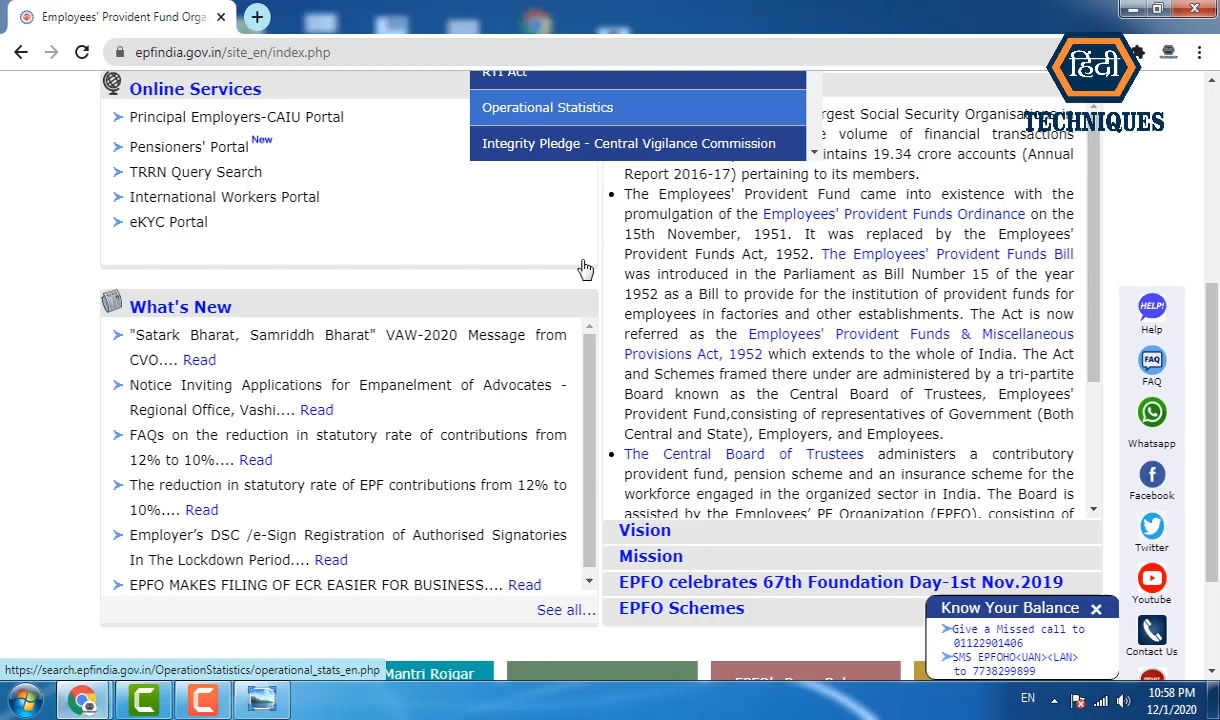 Employees' Provident Fund Orga
epfindia.gov.in/site_en/index.php
हिंदी
TECHNIQUES
Online Services
Principal Employers-CAIU Portal
Pensioners' Portal New
TRRN Query Search
International Workers Portal
eKYC Portal
RTI Act
Operational Statistics
Integrity Pledge - Central Vigilance Commission
rgest Social Security Organisations in
e volume of financial transactions
ntains 19.34 crore accounts (Annual
Report 2016-17) pertaining to its members.
The Employees' Provident Fund came into existence with the
promulgation of the Employees' Provident Funds Ordinance on the
15th November, 1951. It was replaced by the Employees'
Provident Funds Act, 1952. The Employees' Provident Funds Bill
was introduced in the Parliament as Bill Number 15 of the year
1952 as a Bill to provide for the institution of provident funds for
employees in factories and other establishments. The Act is now
referred as the Employees' Provident Funds & Miscellaneous
Provisions Act, 1952 which extends to the whole of India. The Act
and Schemes framed there under are administered by a tri-partite
Board known as the Central Board of Trustees, Employees'
Provident Fund,consisting of representatives of Government (Both
Central and State), Employers, and Employees.
The Central Board of Trustees administers a contributory
provident fund, pension scheme and an insurance scheme for the
workforce engaged in the organized sector in India. The Board is
assisted by the Employees' PF Organization (EPFO), consisting of
What's New
"Satark Bharat, Samriddh Bharat" VAW-2020 Message from
CVO.... Read
Notice Inviting Applications for Empanelment of Advocates -
Regional Office, Vashi.... Read
FAQs on the reduction in statutory rate of contributions from
12% to 10%.... Read
The reduction in statutory rate of EPF contributions from 12% to
10%.... Read
Employer's DSC /e-Sign Registration of Authorised Signatories
In The Lockdown Period.... Read
EPFO MAKES FILING OF ECR EASIER FOR BUSINESS.... Read
See all...
Vision
Mission
EPFO celebrates 67th Foundation Day-1st Nov.2019
EPFO Schemes
HELP!
Help
FAQ
FAQ
Whatsapp
Facebook
Twitter
Youtube
Contact Us
Know Your Balance
Give a Missed call to
01122901406
SMS EPFOHO<UAN><LAN>
to 7738299899
https://search.epfindia.gov.in/OperationStatistics/operational_stats_en.php
Mantri Rojgar
EN
10:58 PM
12/1/2020